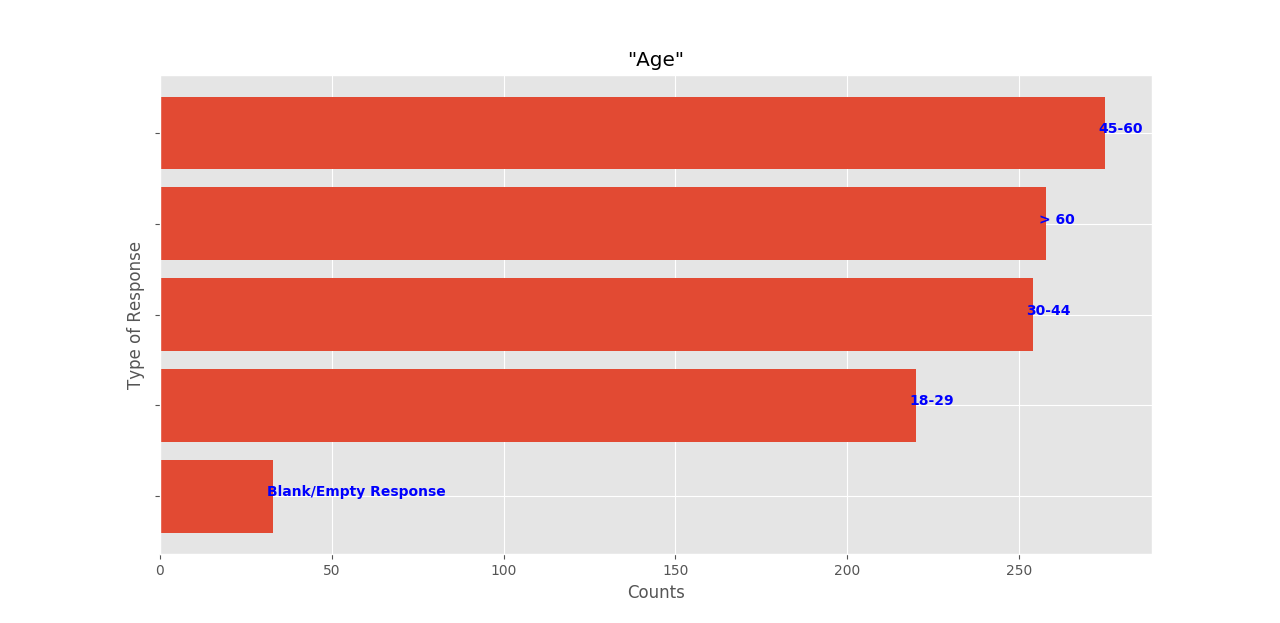 "Age"
45-60
> 60
30-44
18-29
Blank/Empty Response
Type of Response
0 50 100 150 200 250
Counts